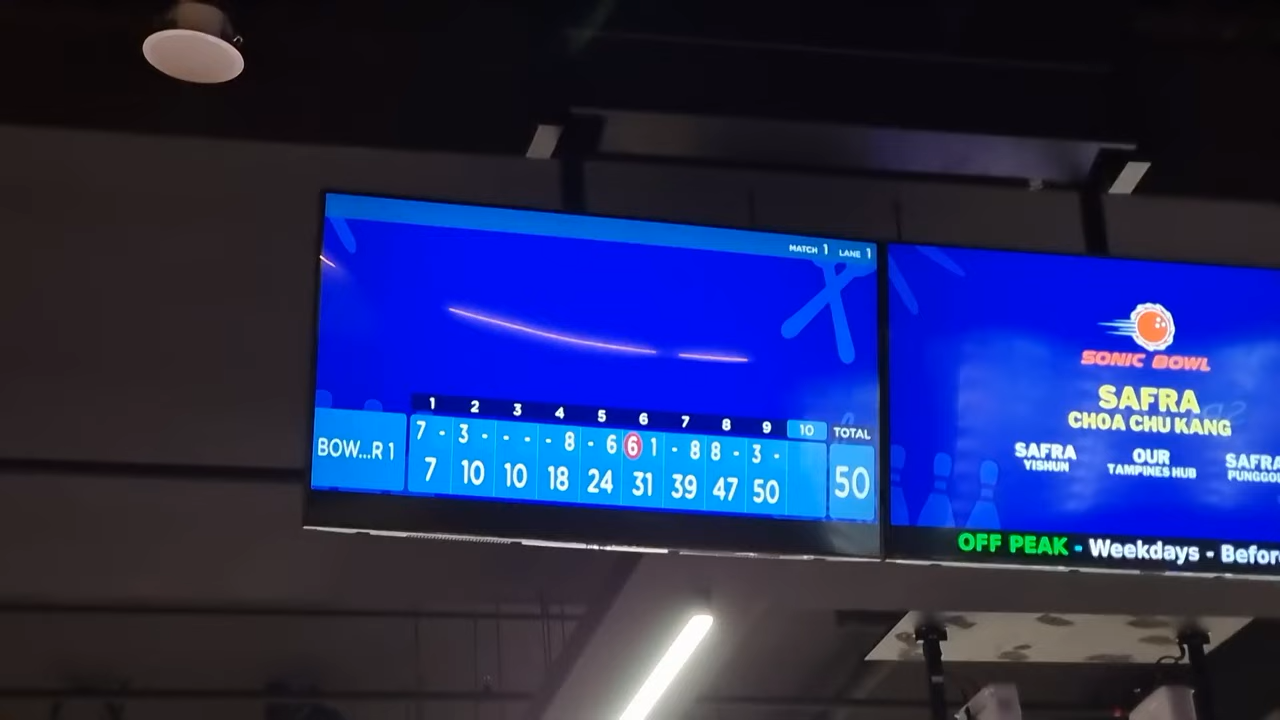 MATCH 1 LANE 1
1 2 3 4 5 6 7 8 9 10 TOTAL
BOW...R 1
7 - 3 - - - - 8 - 6 6 1 - 8 8 - 3 -
7 10 10 18 24 31 39 47 50 50
SONIC BOWL
SAFRA
CHOA CHU KANG
SAFRA
YISHUN
OUR
TAMPINES HUB
SAFRA
PUNGGO
OFF PEAK - Weekdays - Befor